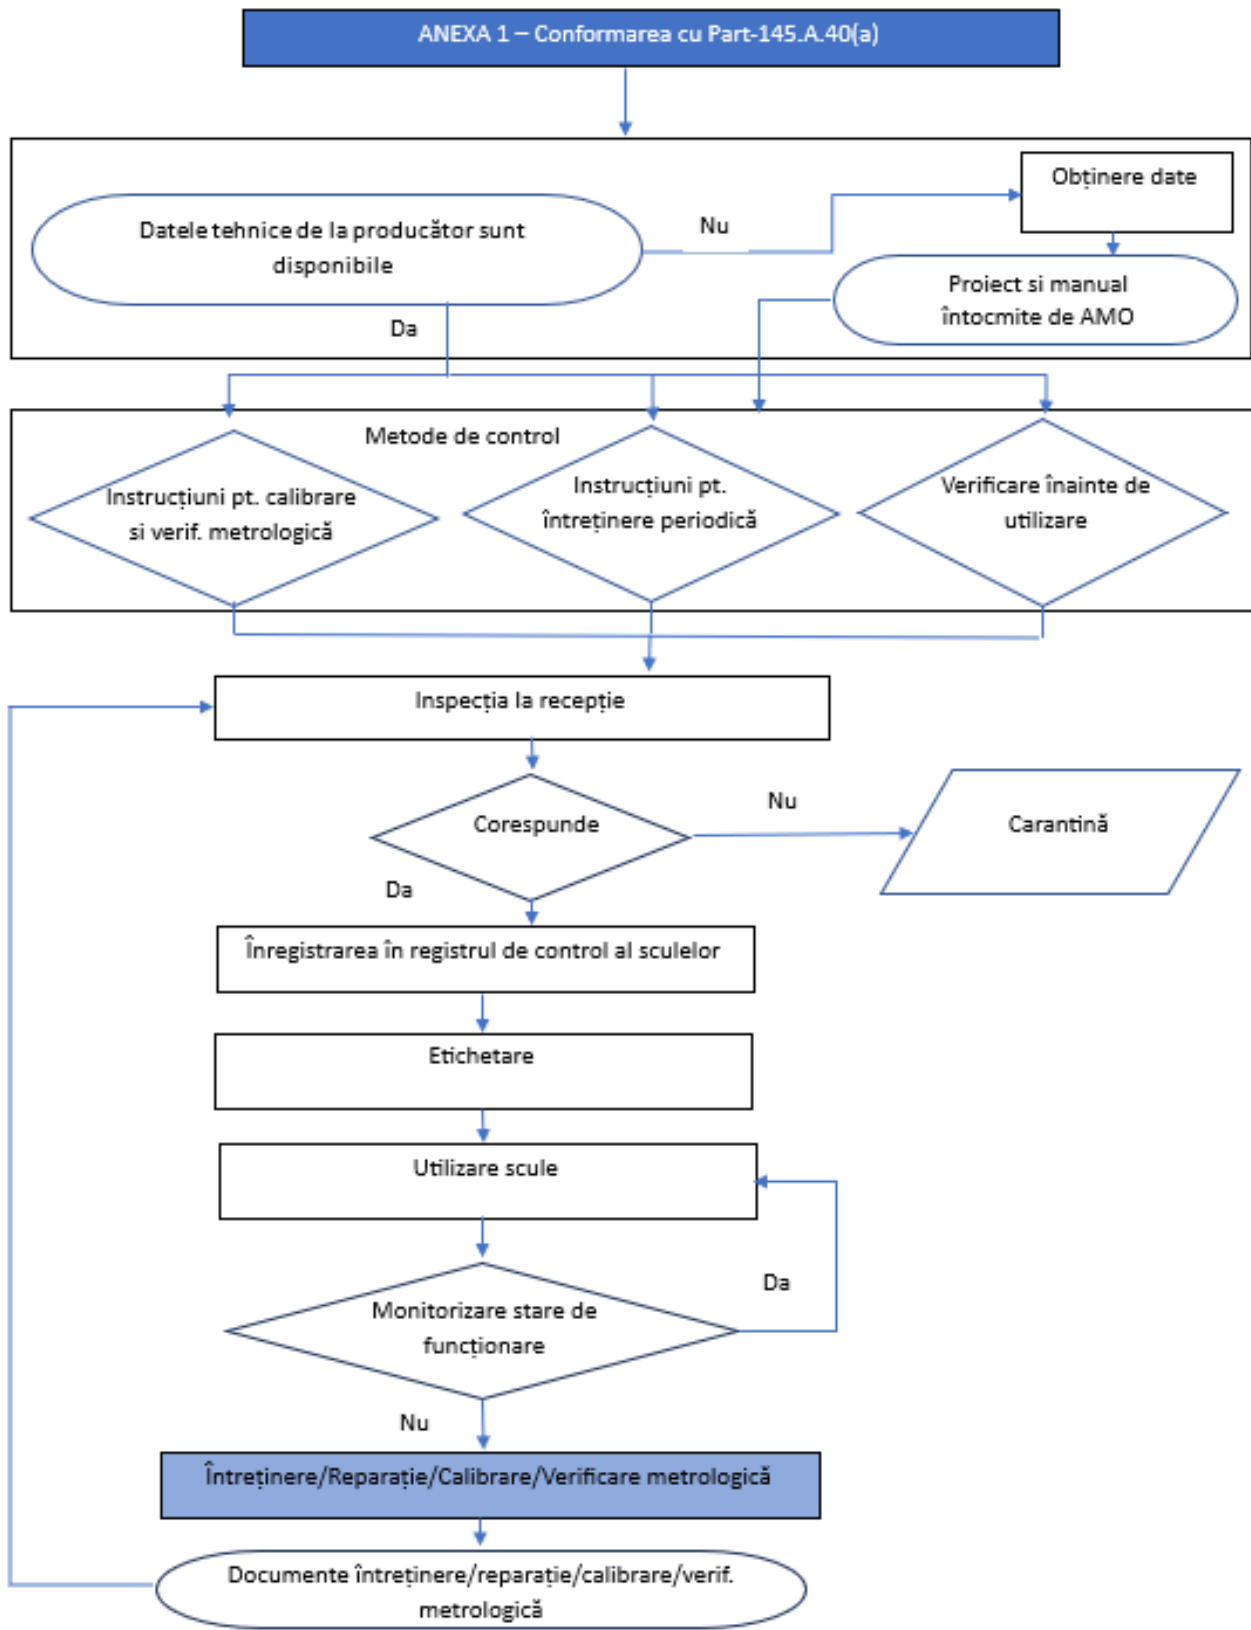 ANEXA 1 – Conformarea cu Part-145.A.40(a)
Obținere date
Datele tehnice de la producător sunt
disponibile
Nu
Proiect si manual
întocmite de AMO
Da
Metode de control
Instrucțiuni pt. calibrare
si verif. metrologică
Instrucțiuni pt.
întreținere periodică
Verificare înainte de
utilizare
Inspecția la recepție
Corespunde
Nu
Carantină
Da
Înregistrarea în registrul de control al sculelor
Etichetare
Utilizare scule
Da
Monitorizare stare de
funcționare
Nu
Întreținere/Reparație/Calibrare/Verificare metrologică
Documente întreținere/reparație/calibrare/verif.
metrologică